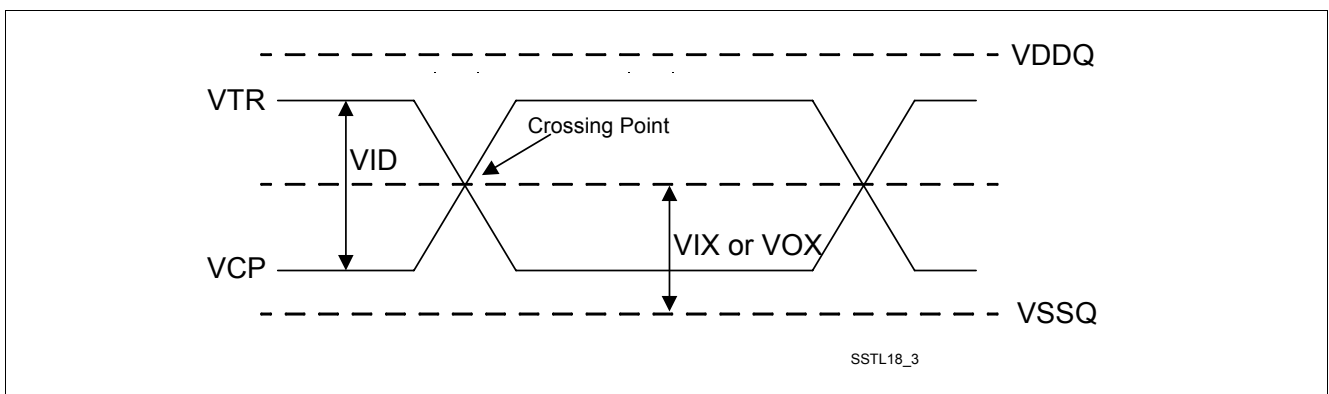 VDDQ
VTR
Crossing Point
VID
VIX or VOX
VCP
VSSQ
SSTL18_3